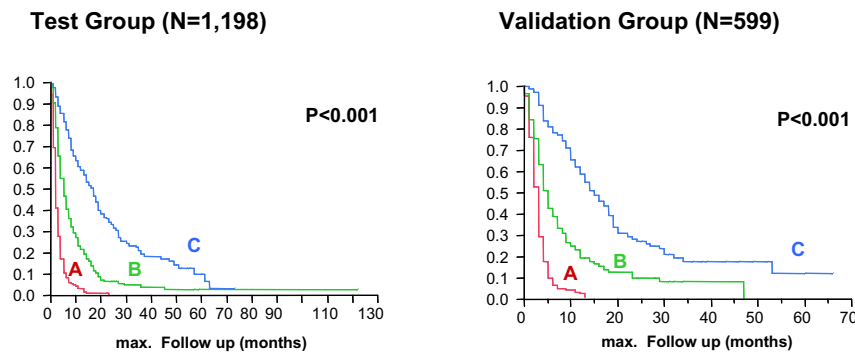 Test Group (N=1,198)
Validation Group (N=599)
1.0
0.9
0.8
0.7
0.6
0.5
0.4
0.3
0.2
0.1
0.0
P<0.001
A
B
C
0 10 20 30 40 50 60 70 80 90 100 110 130
max. Follow up (months)
1.0
0.9
0.8
0.7
0.6
0.5
0.4
0.3
0.2
0.1
0.0
P<0.001
A
B
C
0 10 20 30 40 50 60 70
max. Follow up (months)